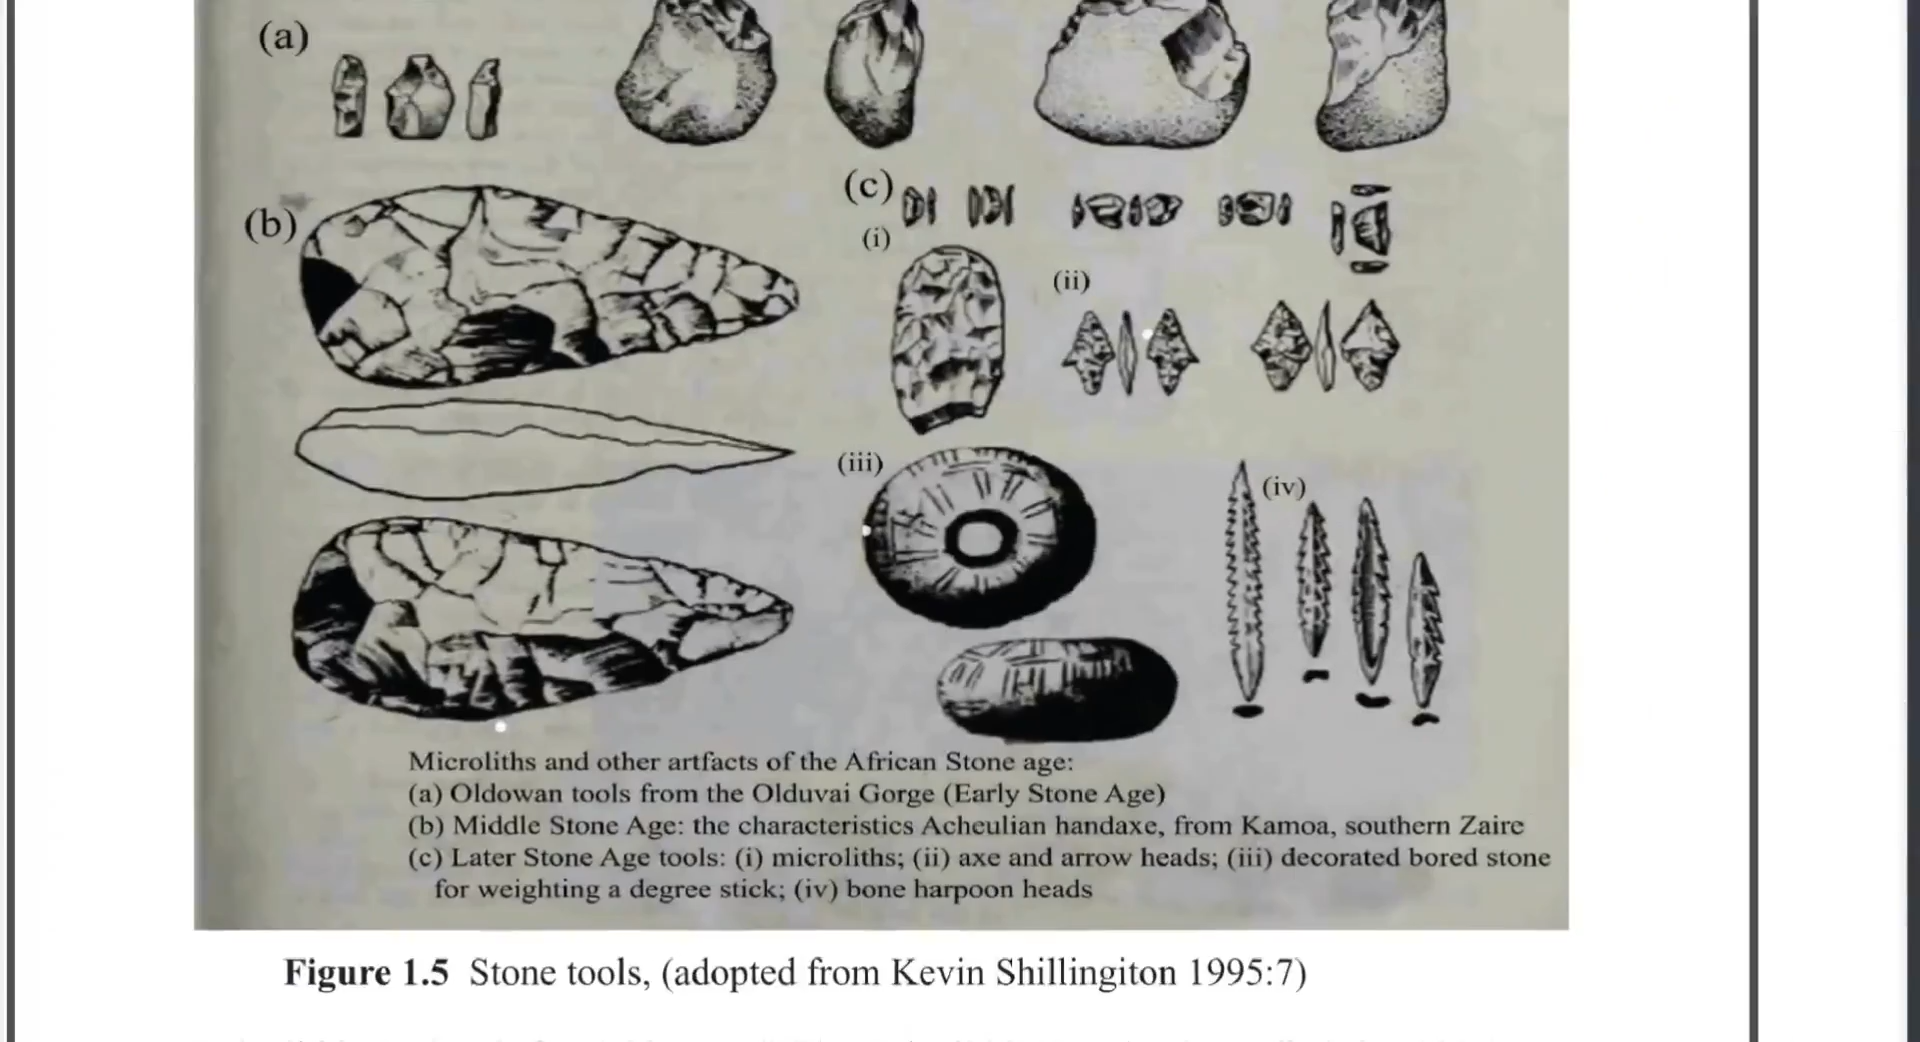 (a)
(b)
(c)
(i)
(ii)
(iii)
(iv)
Microliths and other artfacts of the African Stone age:
(a) Oldowan tools from the Olduvai Gorge (Early Stone Age)
(b) Middle Stone Age: the characteristics Acheulian handaxe, from Kamoa, southern Zaire
(c) Later Stone Age tools: (i) microliths; (ii) axe and arrow heads; (iii) decorated bored stone
for weighting a degree stick; (iv) bone harpoon heads
Figure 1.5 Stone tools, (adopted from Kevin Shillingiton 1995:7)